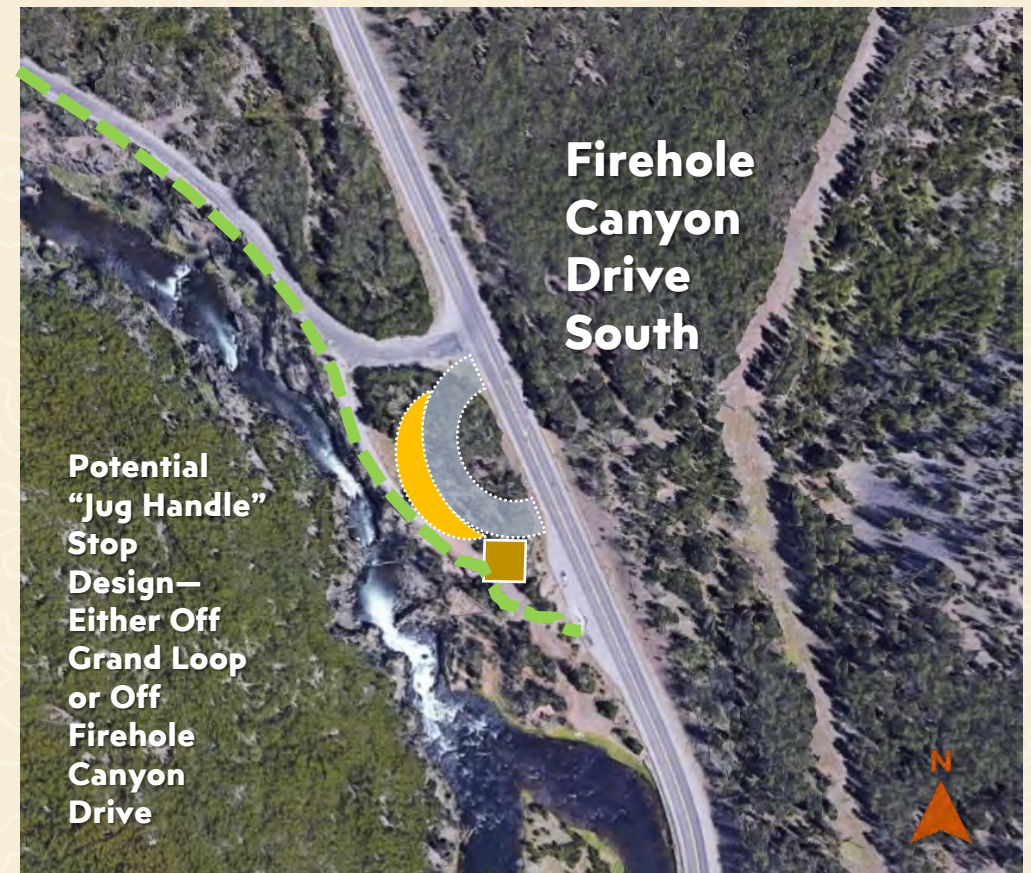 Firehole
Canyon
Drive
South
Potential
“Jug Handle”
Stop
Design—
Either Off
Grand Loop
or Off
Firehole
Canyon
Drive
N